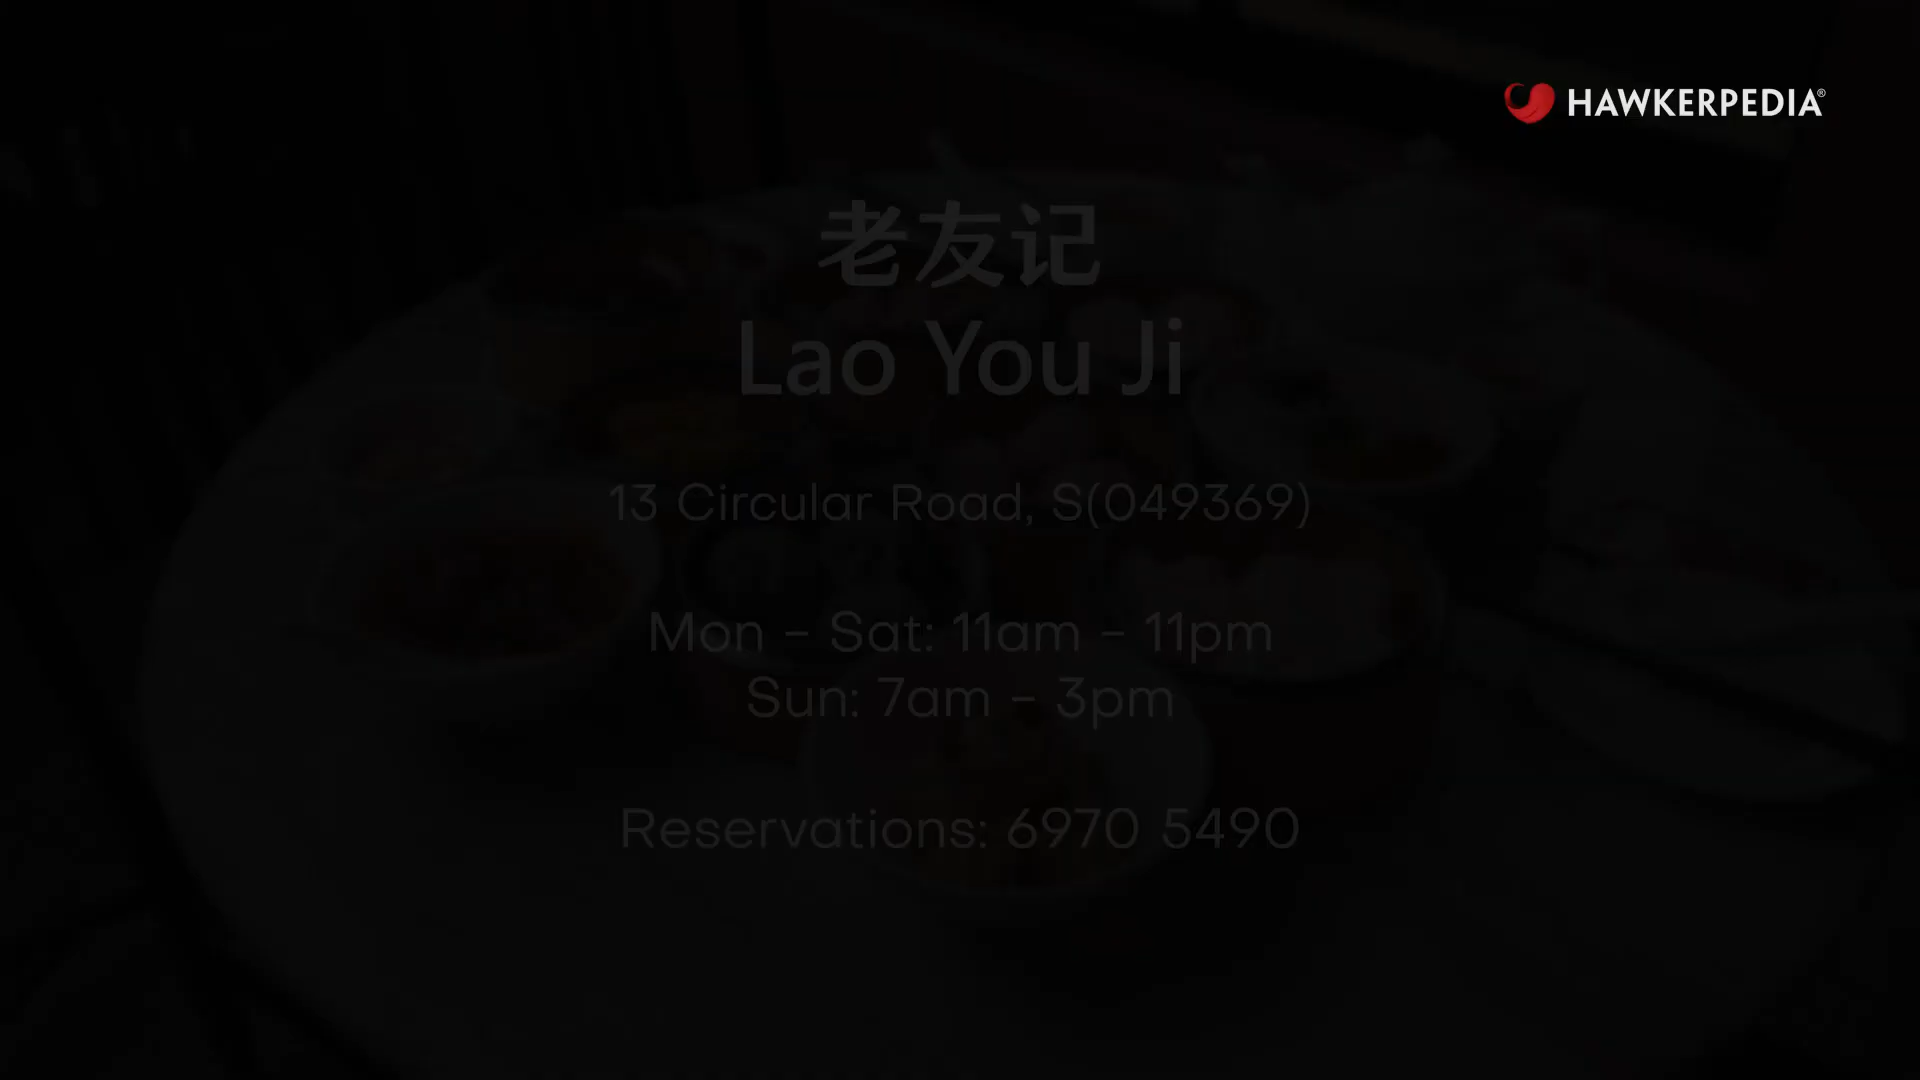 HAWKERPEDIA®
老友记
Lao You Ji
13 Circular Road, S(049369)
Mon - Sat: 11am - 11pm
Sun: 7am - 3pm
Reservations: 6970 5490